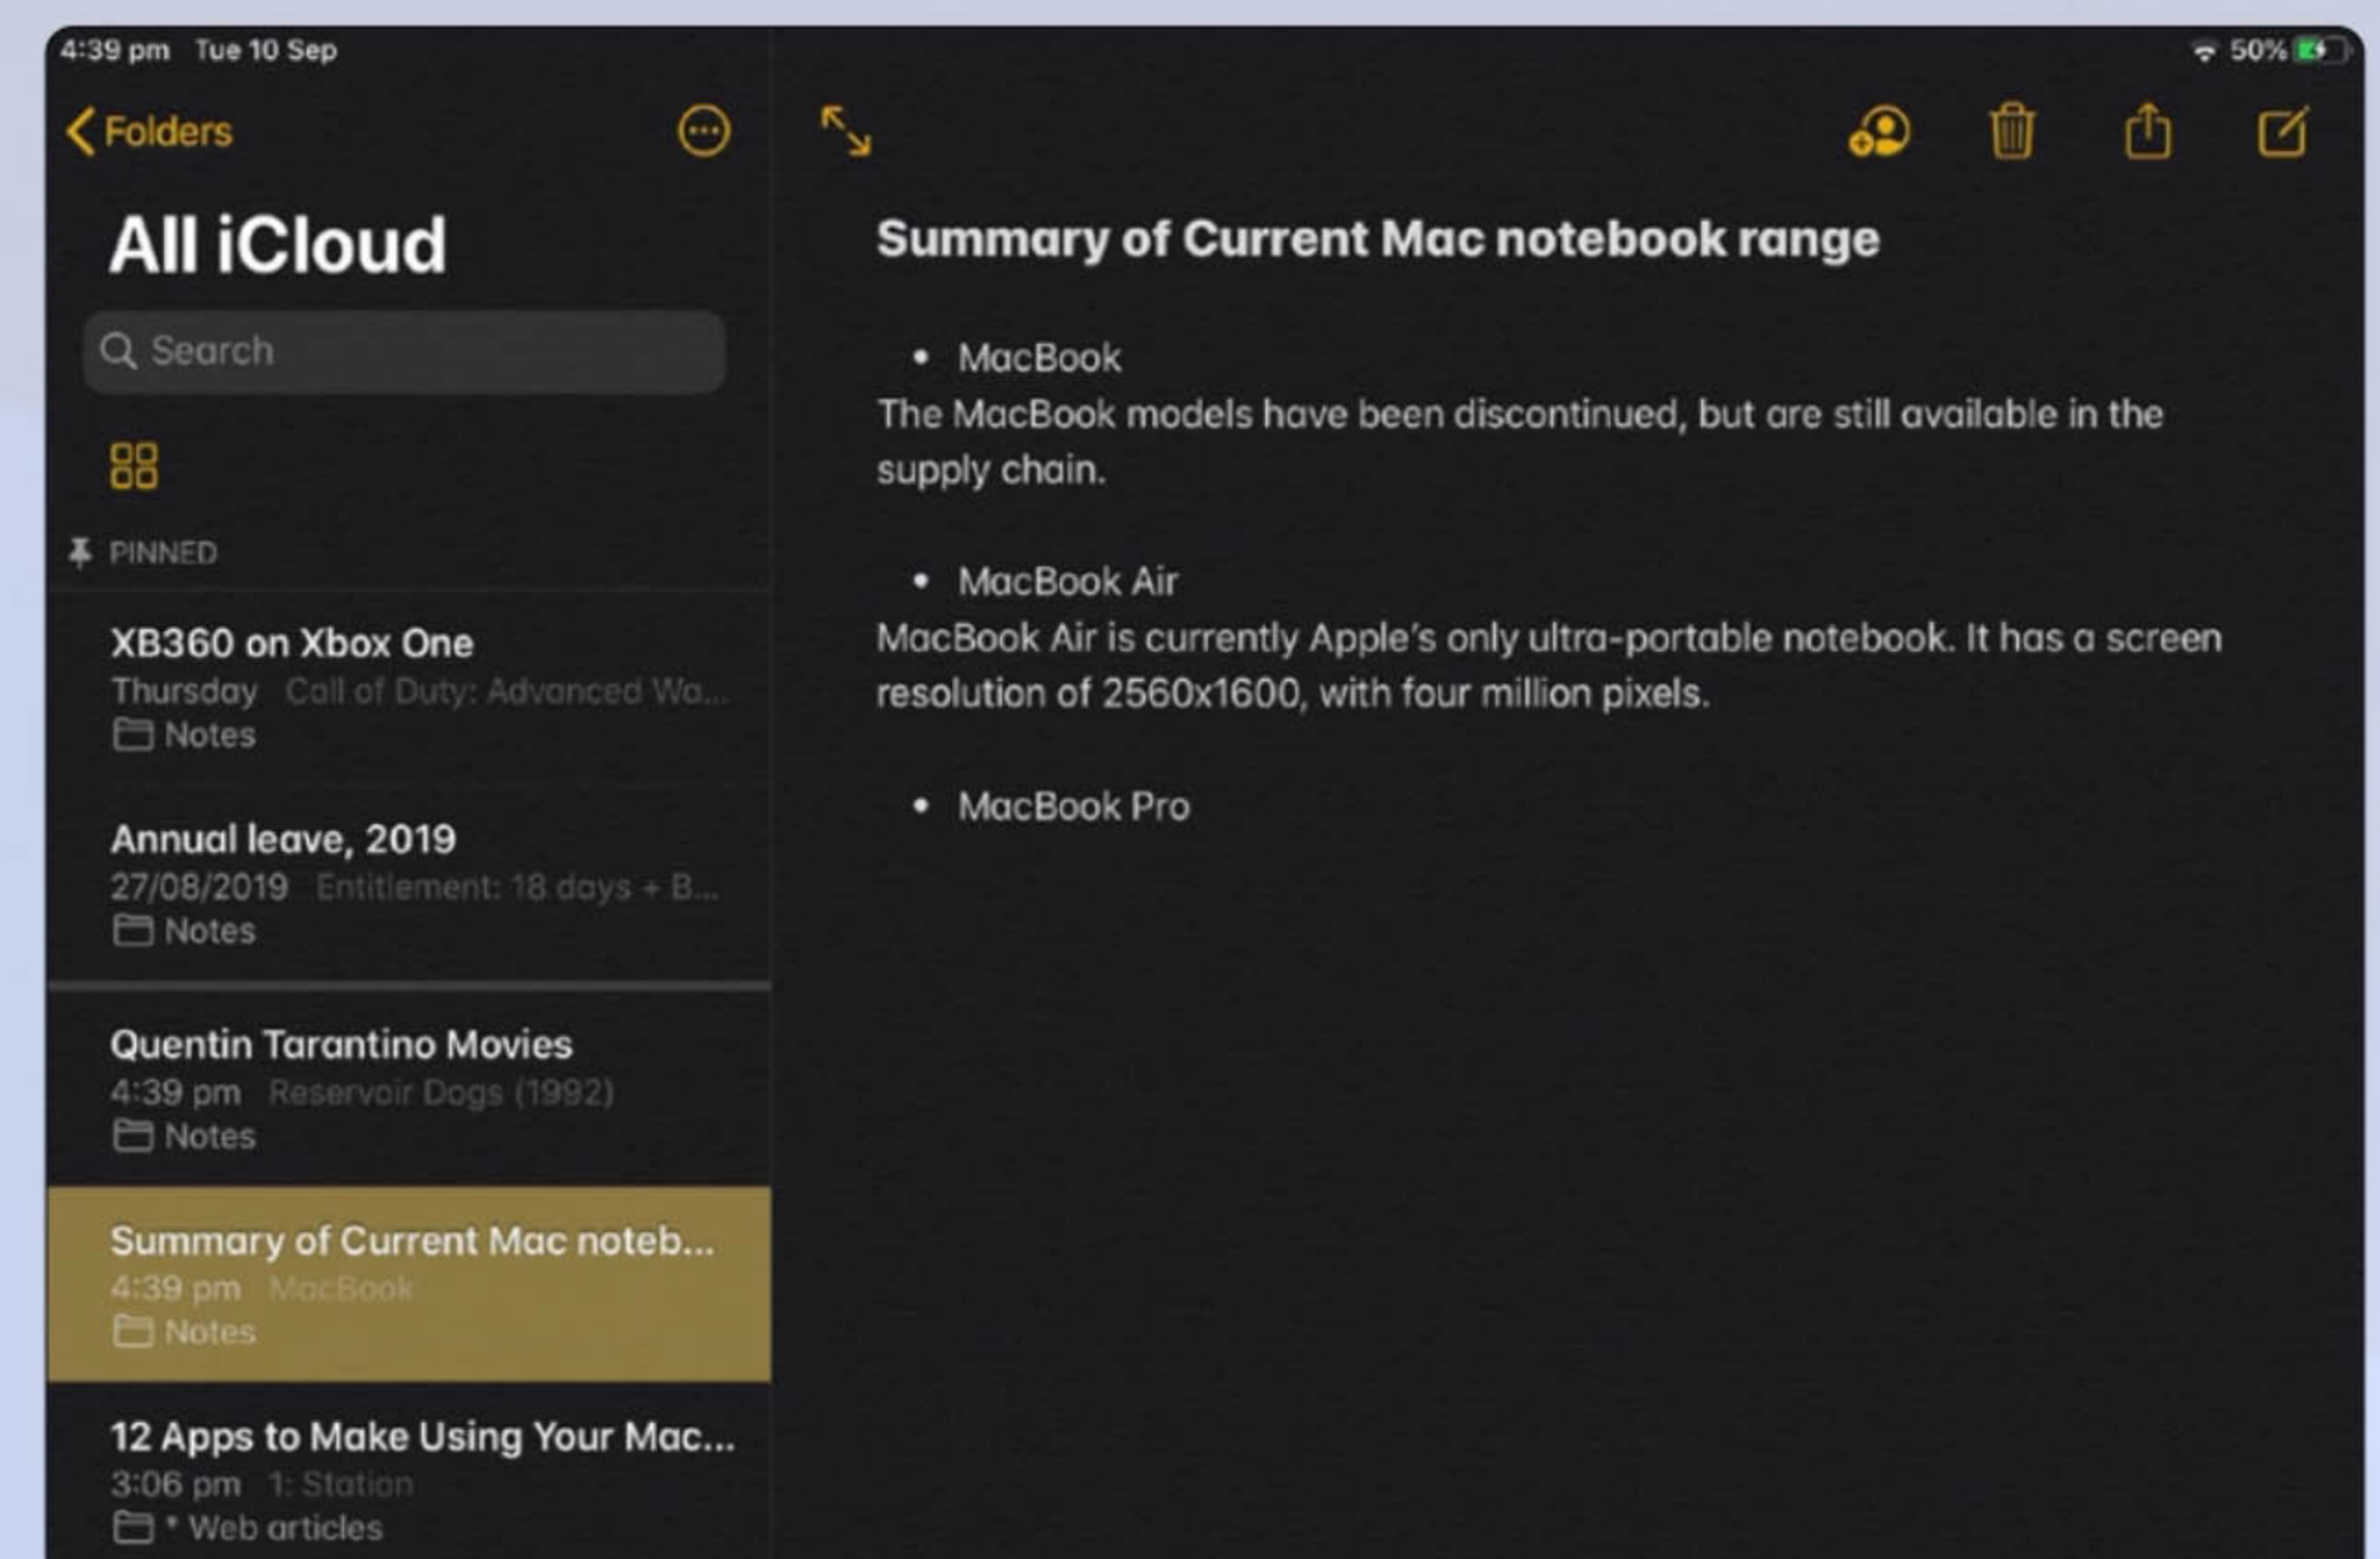 4:39 pm Tue 10 Sep
50%
Folders
All iCloud
Search
PINNED
XB360 on Xbox One
Thursday Call of Duty: Advanced Wa...
Notes
Annual leave, 2019
27/08/2019 Entitlement: 18 days + B...
Notes
Quentin Tarantino Movies
4:39 pm Reservoir Dogs (1992)
Notes
Summary of Current Mac noteb...
4:39 pm MacBook
Notes
12 Apps to Make Using Your Mac...
3:06 pm 1: Station
* Web articles
Summary of Current Mac notebook range
• MacBook
The MacBook models have been discontinued, but are still available in the
supply chain.
• MacBook Air
MacBook Air is currently Apple’s only ultra-portable notebook. It has a screen
resolution of 2560x1600, with four million pixels.
• MacBook Pro